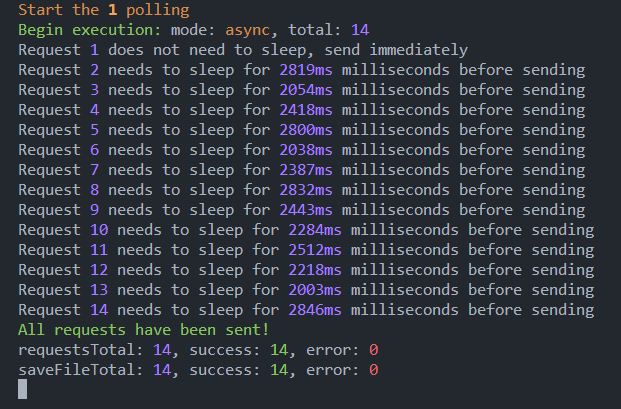 Start the 1 polling
Begin execution: mode: async, total: 14
Request 1 does not need to sleep, send immediately
Request 2 needs to sleep for 2819ms milliseconds before sending
Request 3 needs to sleep for 2054ms milliseconds before sending
Request 4 needs to sleep for 2418ms milliseconds before sending
Request 5 needs to sleep for 2800ms milliseconds before sending
Request 6 needs to sleep for 2038ms milliseconds before sending
Request 7 needs to sleep for 2387ms milliseconds before sending
Request 8 needs to sleep for 2832ms milliseconds before sending
Request 9 needs to sleep for 2443ms milliseconds before sending
Request 10 needs to sleep for 2284ms milliseconds before sending
Request 11 needs to sleep for 2512ms milliseconds before sending
Request 12 needs to sleep for 2218ms milliseconds before sending
Request 13 needs to sleep for 2003ms milliseconds before sending
Request 14 needs to sleep for 2846ms milliseconds before sending
All requests have been sent!
requestsTotal: 14, success: 14, error: 0
saveFileTotal: 14, success: 14, error: 0